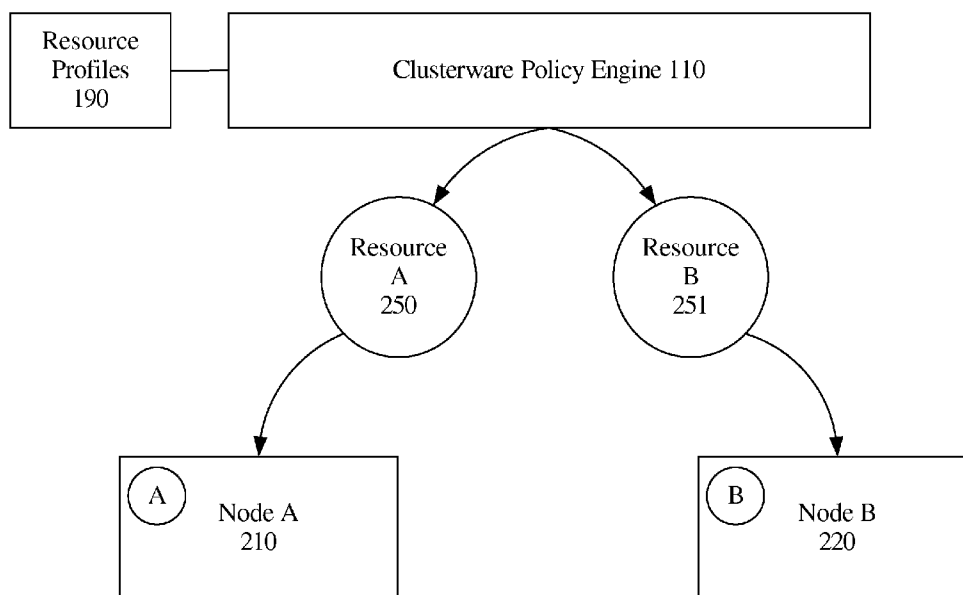 Resource
Profiles
190
Clusterware Policy Engine 110
Resource
A
250
Resource
B
251
A
Node A
210
B
Node B
220